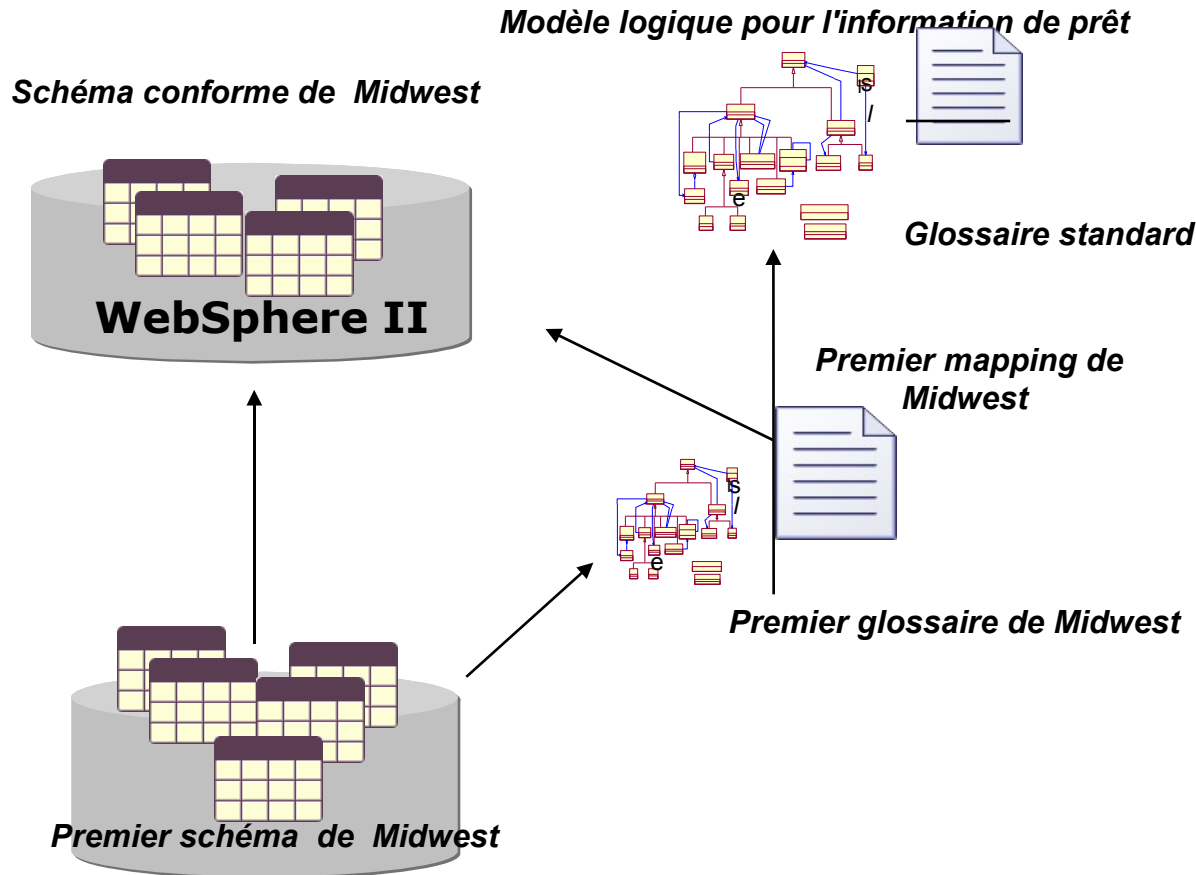 Modèle logique pour l'information de prêt
Schéma conforme de Midwest
s
/
e
Glossaire standard
WebSphere II
Premier mapping de
Midwest
s
/
e
Premier glossaire de Midwest
Premier schéma de Midwest